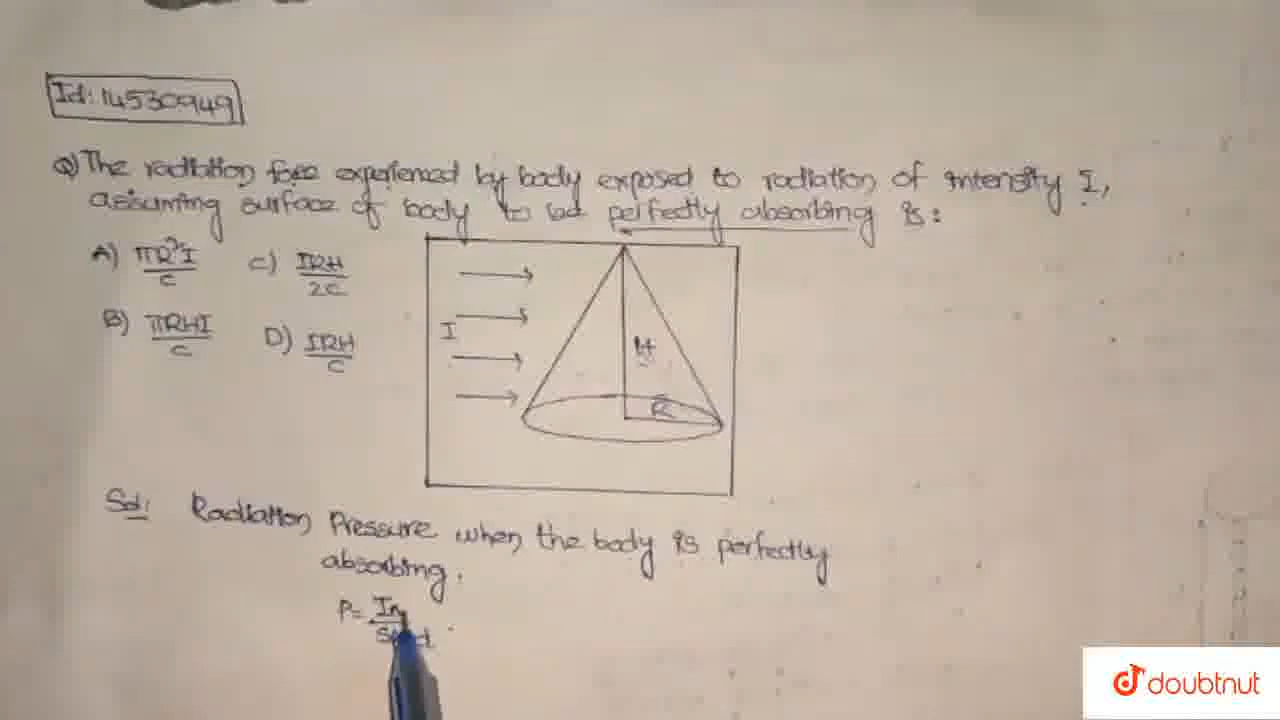 Id: 14530949
Q) The radiation force experienced by body exposed to radiation of intensity I,
assuming surface of body to be perfectly absorbing is:
A) πR²I/C C) IRH/2C
B) πRHI/C D) IRH/C
I
H
R
Sol: Radiation Pressure when the body is perfectly
absorbing.
P=
doubtnut